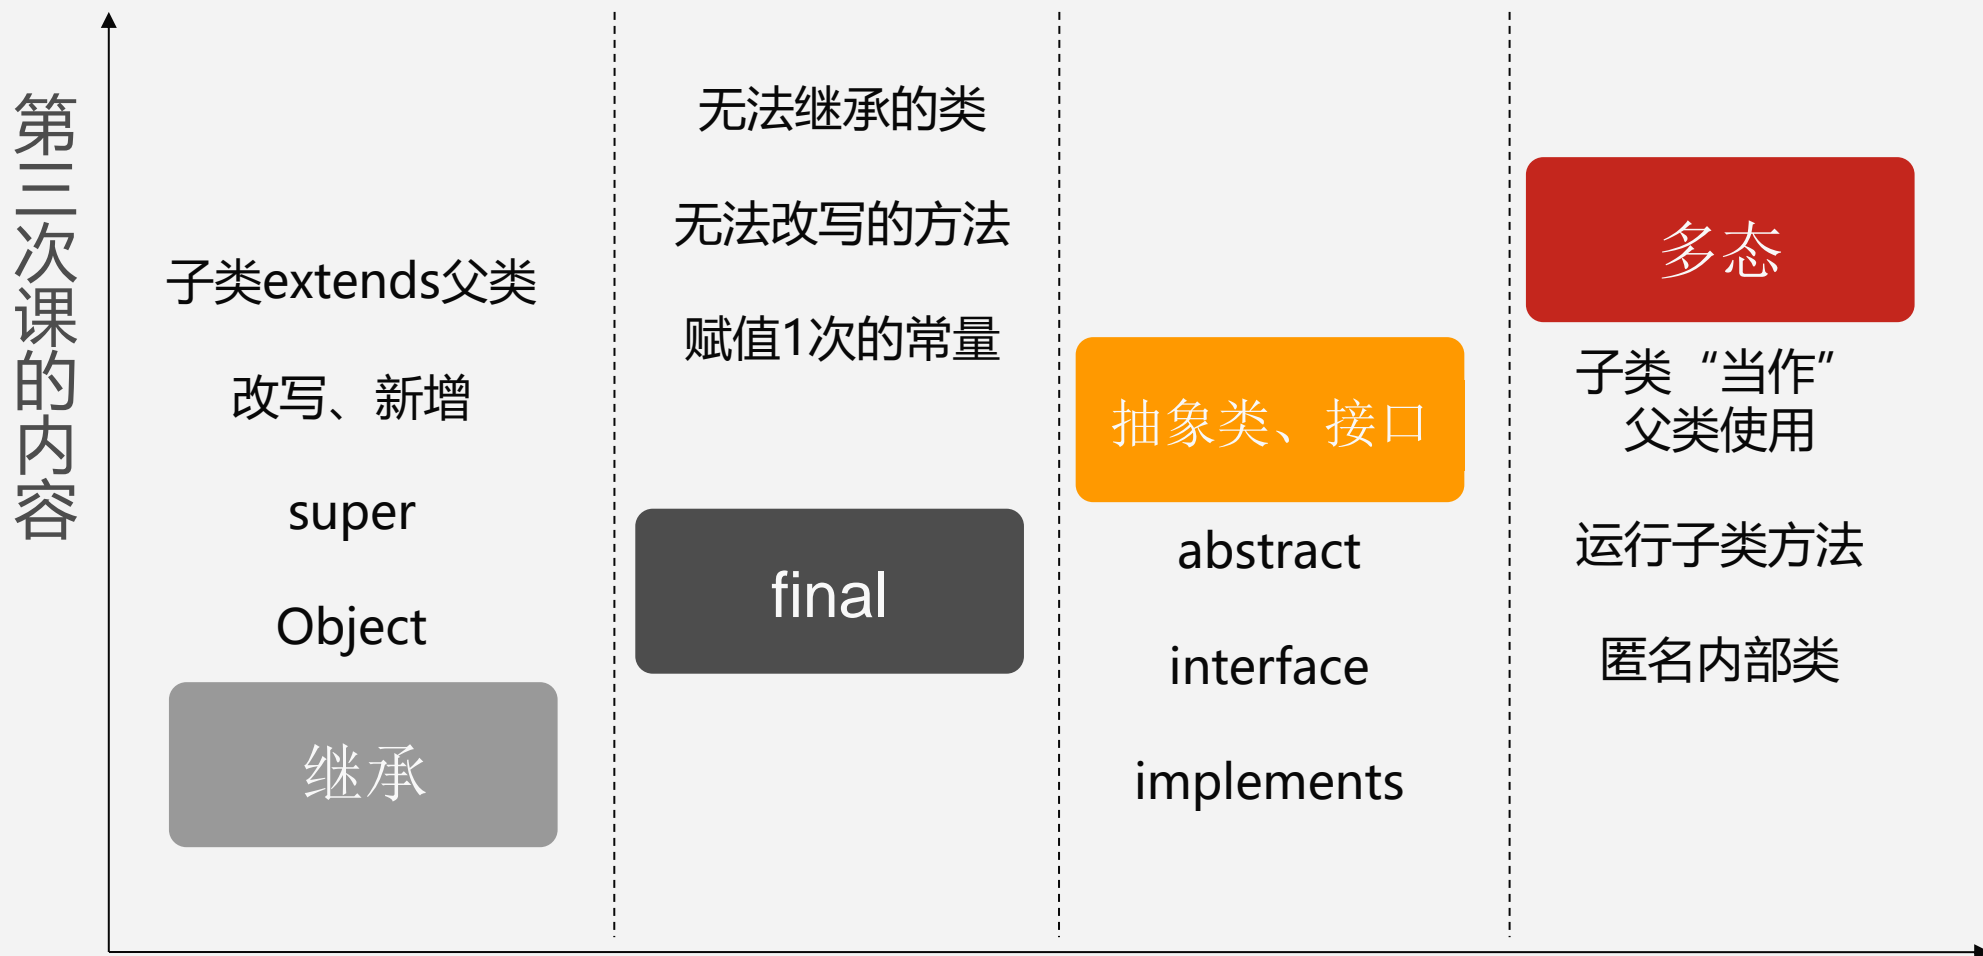 第三次课的内容
子类extends父类
改写、新增
super
Object
继承
无法继承的类
无法改写的方法
赋值1次的常量
final
抽象类、接口
abstract
interface
implements
多态
子类“当作”
父类使用
运行子类方法
匿名内部类